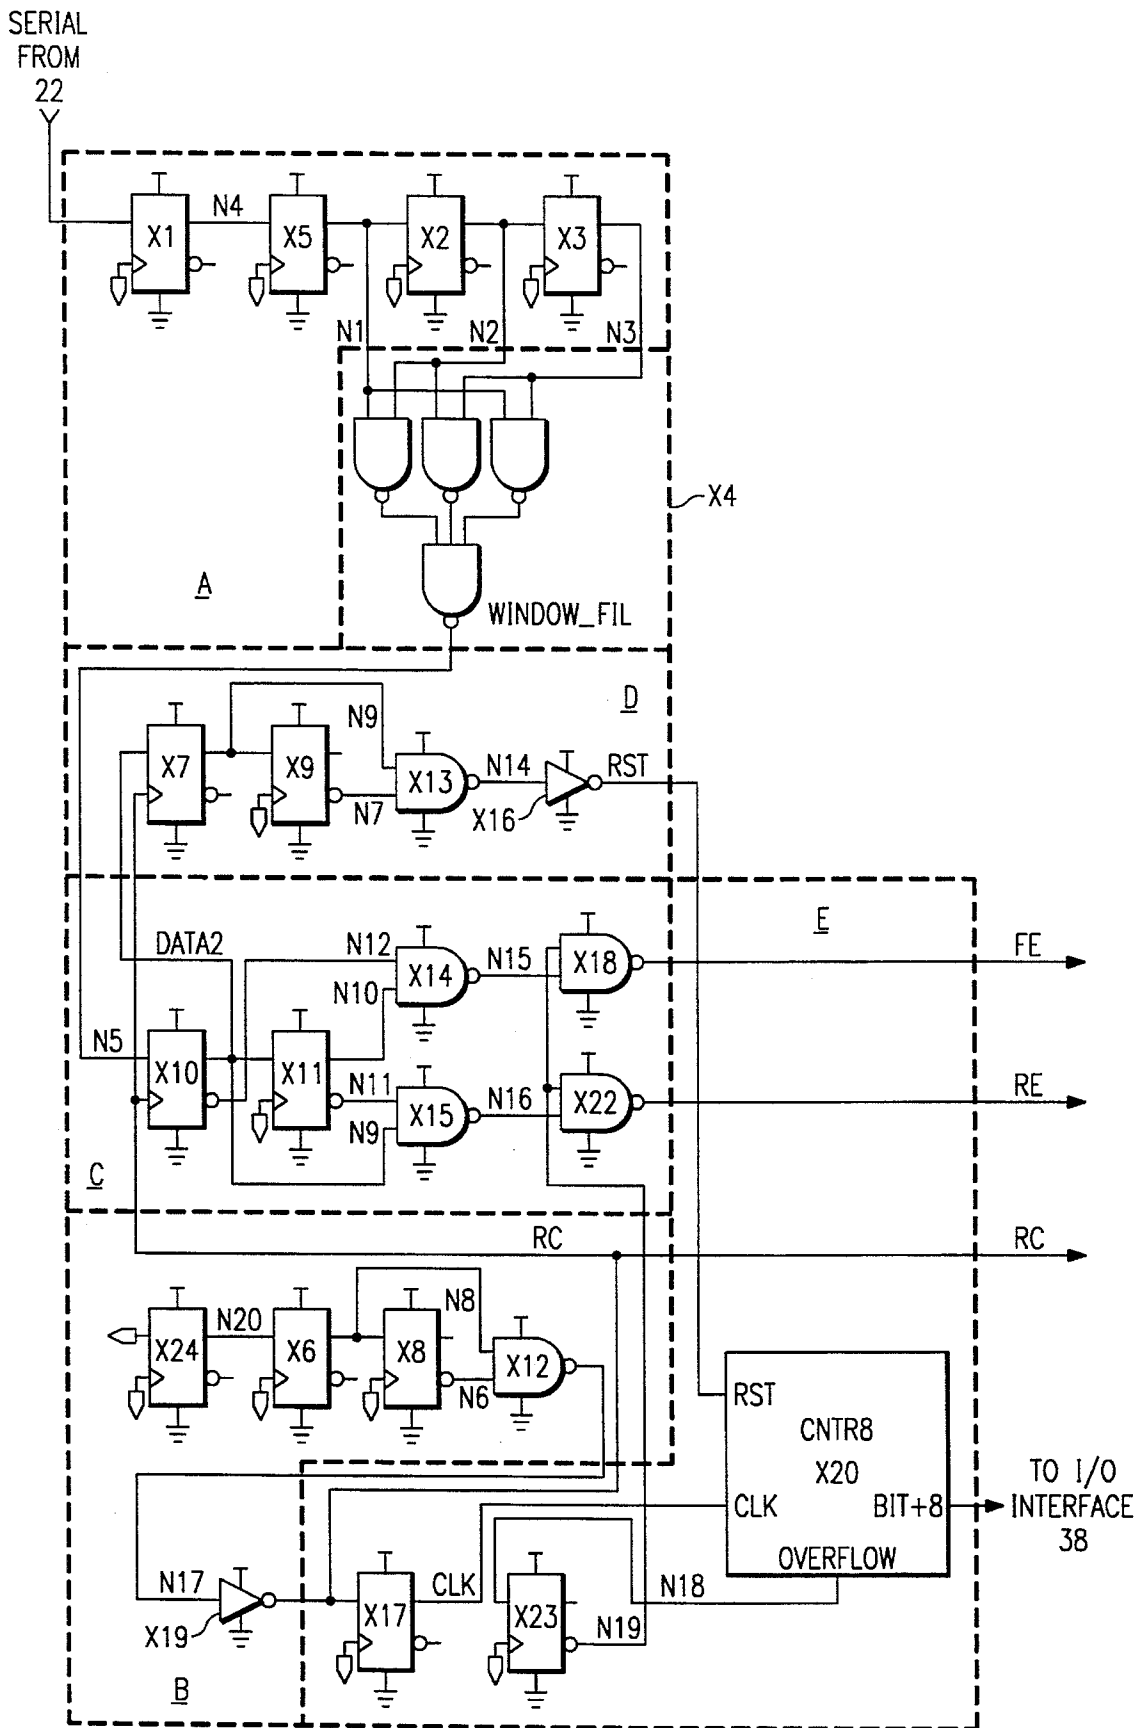 SERIAL
FROM
22
X1
N4
X5
X2
X3
N1
N2
N3
X4
A
WINDOW_FIL
D
X7
X9
N9
N7
X13
N14
X16
RST
E
DATA2
N12
X14
N15
X18
FE
N10
N5
X10
X11
N11
X15
N16
X22
RE
N9
C
RC
RC
X24
N20
X6
X8
N8
N6
X12
RST
CNTR8
X20
CLK
BIT+8
OVERFLOW
TO I/O
INTERFACE
38
N17
X19
X17
CLK
X23
N18
N19
B